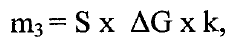 m₃ = S x ΔG x k,